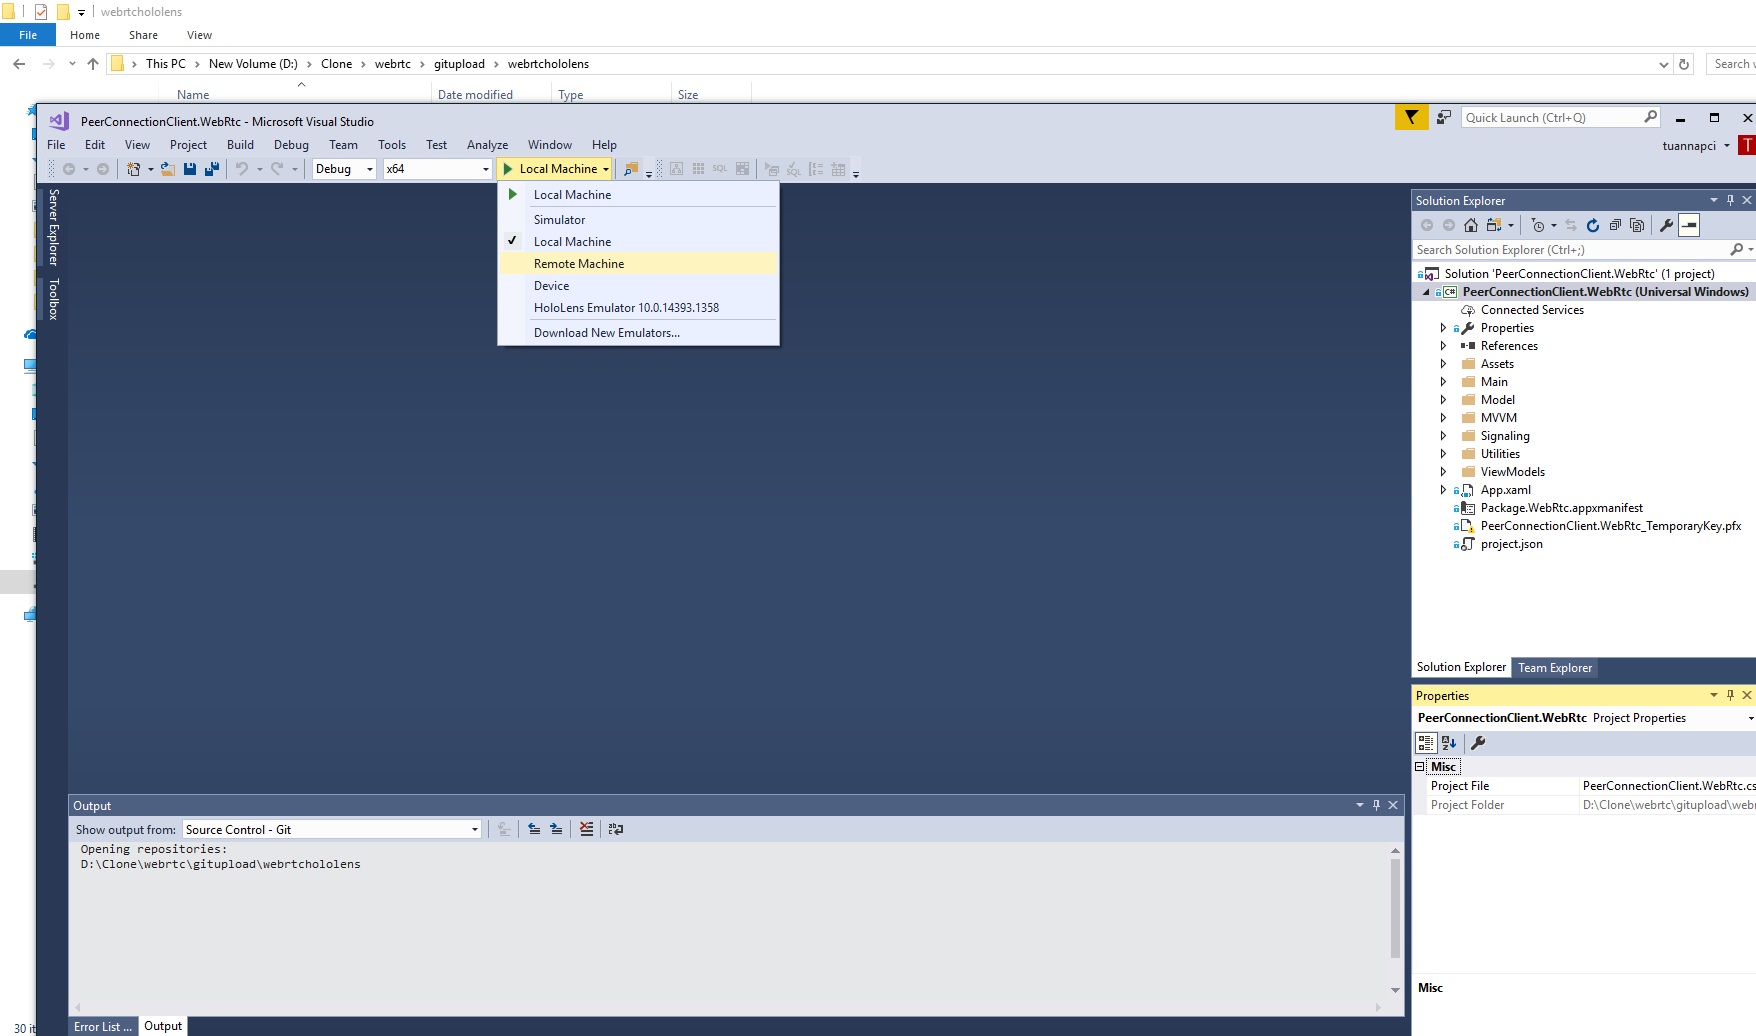 webrtchololens
File Home Share View
This PC New Volume (D:) Clone webrtc gitupload webrtchololens
Search
Name Date modified Type Size
PeerConnectionClient.WebRtc - Microsoft Visual Studio
Quick Launch (Ctrl+Q)
File Edit View Project Build Debug Team Tools Test Analyze Window Help
tuannapci
T
Debug x64 Local Machine
SQL
Server Explorer
Toolbox
Local Machine
Simulator
Local Machine
Remote Machine
Device
HoloLens Emulator 10.0.14393.1358
Download New Emulators...
Solution Explorer
Search Solution Explorer (Ctrl+;)
Solution 'PeerConnectionClient.WebRtc' (1 project)
C# PeerConnectionClient.WebRtc (Universal Windows)
Connected Services
Properties
References
Assets
Main
Model
MVVM
Signaling
Utilities
ViewModels
App.xaml
Package.WebRtc.appxmanifest
PeerConnectionClient.WebRtc_TemporaryKey.pfx
project.json
Solution Explorer Team Explorer
Properties
PeerConnectionClient.WebRtc Project Properties
Misc
Project File PeerConnectionClient.WebRtc.cs
Project Folder D:\Clone\webrtc\gitupload\webr
Misc
Output
Show output from: Source Control - Git
Opening repositories:
D:\Clone\webrtc\gitupload\webrtchololens
Error List ... Output
30 it